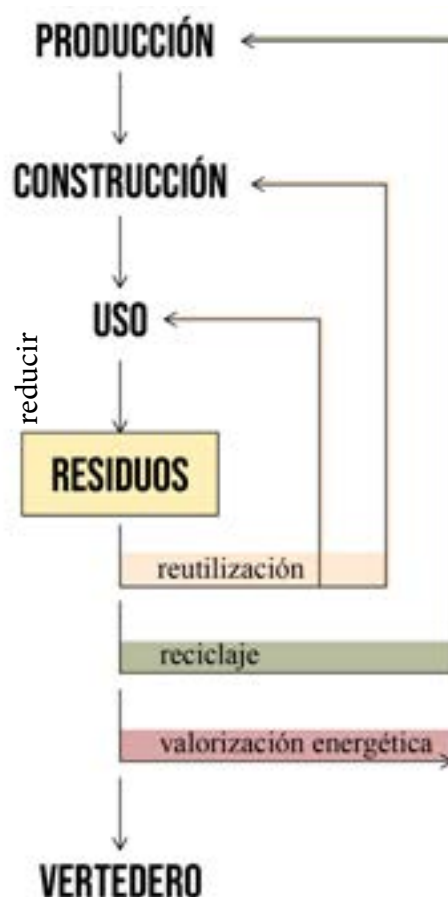 PRODUCCIÓN
CONSTRUCCIÓN
USO
reducir
RESIDUOS
reutilización
reciclaje
valorización energética
VERTEDERO